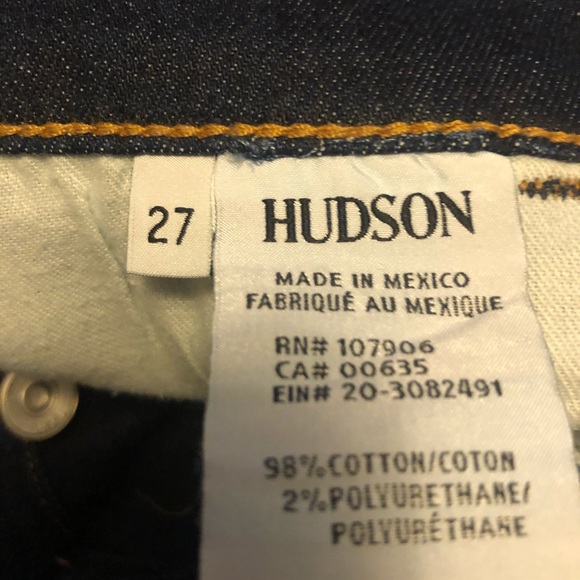 27
HUDSON
MADE IN MEXICO
FABRIQUÉ AU MEXIQUE
RN# 107906
CA# 00635
EIN# 20-3082491
98% COTTON/COTON
2% POLYURETHANE/
POLYURÉTHANE